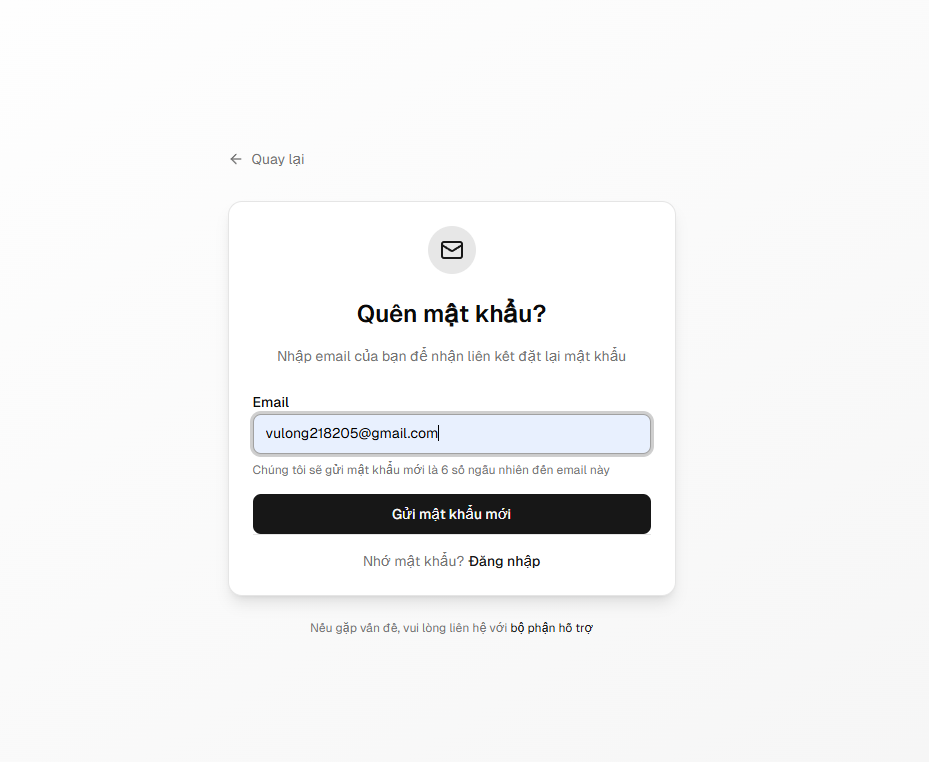 Quay lại
Quên mật khẩu?
Nhập email của bạn để nhận liên kết đặt lại mật khẩu
Email
vulong218205@gmail.com
Chúng tôi sẽ gửi mật khẩu mới là 6 số ngẫu nhiên đến email này
Gửi mật khẩu mới
Nhớ mật khẩu? Đăng nhập
Nếu gặp vấn đề, vui lòng liên hệ với bộ phận hỗ trợ